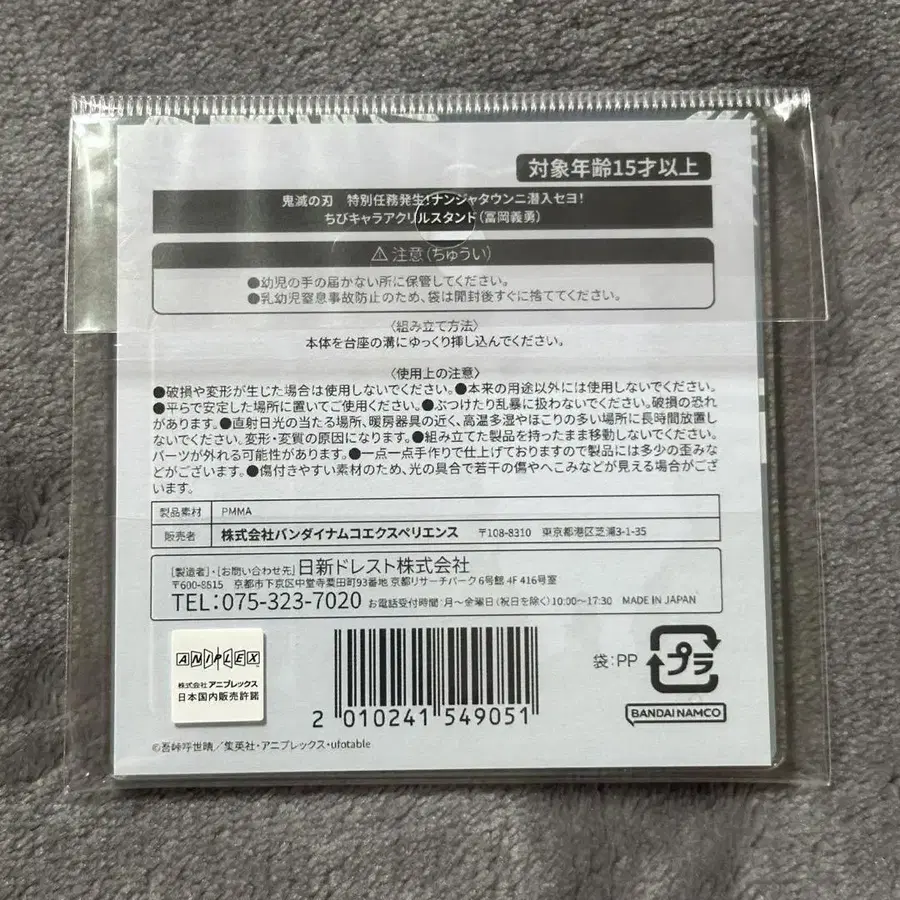 対象年齢15才以上
鬼滅の刃 特別任務発生!ナンジャタウンニ潜入セヨ!
ちびキャラアクリルスタンド(冨岡義勇)
⚠注意(ちゅうい)
●幼児の手の届かない所に保管してください。
●乳幼児窒息事故防止のため、袋は開封後すぐに捨ててください。
〈組み立て方法〉
本体を台座の溝にゆっくり挿し込んでください。
〈使用上の注意〉
●破損や変形が生じた場合は使用しないでください。●本来の用途以外には使用しないでください。
●平らで安定した場所に置いてご使用ください。●ぶつけたり乱暴に扱わないでください。破損の恐れ
があります。●直射日光の当たる場所、暖房器具の近く、高温多湿やほこりの多い場所に長時間放置し
ないでください。変形・変質の原因になります。●組み立てた製品を持ったまま移動しないでください。
パーツが外れる可能性があります。●一点一点手作りで仕上げておりますので製品には多少の歪みな
どがございます。●傷付きやすい素材のため、光の具合で若干の傷やへこみなどが見える場合がござ
います。
製品素材 PMMA
販売者 株式会社バンダイナムコエクスペリエンス 〒108-8310 東京都港区芝浦3-1-35
[製造者]・[お問い合わせ先] 日新ドレスト株式会社
〒600-8815 京都市下京区中堂寺粟田町93番地 京都リサーチパーク6号館 4F 416号室
TEL:075-323-7020 お電話受付時間:月~金曜日(祝日を除く)10:00~17:30 MADE IN JAPAN
ANIPLEX
株式会社 アニプレックス
日本国内販売許諾
2 010241 549051
袋:PP
プラ
BANDAI NAMCO
©吾峠呼世晴/集英社・アニプレックス・ufotable